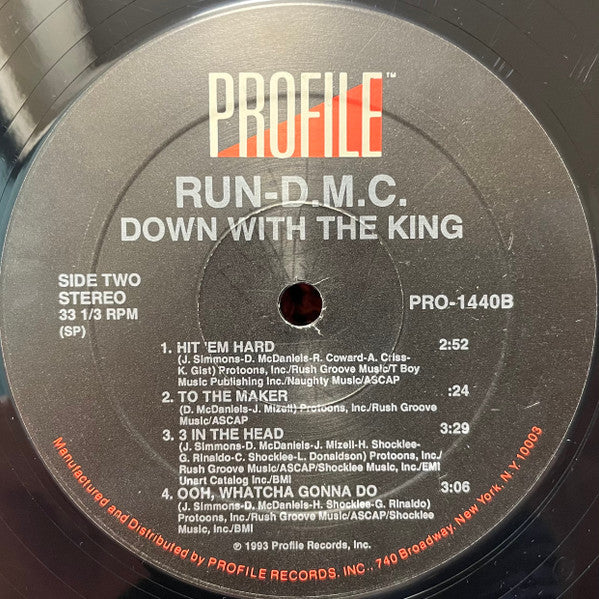 PROFILE™
RUN-D.M.C.
DOWN WITH THE KING
SIDE TWO
STEREO
33 1/3 RPM
(SP)
PRO-1440B
1. HIT 'EM HARD 2:52
(J. Simmons-D. McDaniels-R. Coward-A. Criss-
K. Gist) Protoons, Inc./Rush Groove Music/T Boy
Music Publishing Inc./Naughty Music/ASCAP
2. TO THE MAKER :24
(D. McDaniels-J. Mizell) Protoons, Inc./Rush Groove
Music/ASCAP
3. 3 IN THE HEAD 3:29
(J. Simmons-D. McDaniels-J. Mizell-H. Shocklee-
G. Rinaldo-C. Shocklee-L. Donaldson) Protoons, Inc./
Rush Groove Music/ASCAP/Shocklee Music, Inc./EMI
Unart Catalog Inc./BMI
4. OOH, WHATCHA GONNA DO 3:06
(J. Simmons-D. McDaniels-H. Shocklee-G. Rinaldo)
Protoons, Inc./Rush Groove Music/ASCAP/Shocklee
Music, Inc./BMI
℗ 1993 Profile Records, Inc.
Manufactured and Distributed by PROFILE RECORDS, INC., 740 Broadway, New York, N.Y. 10003